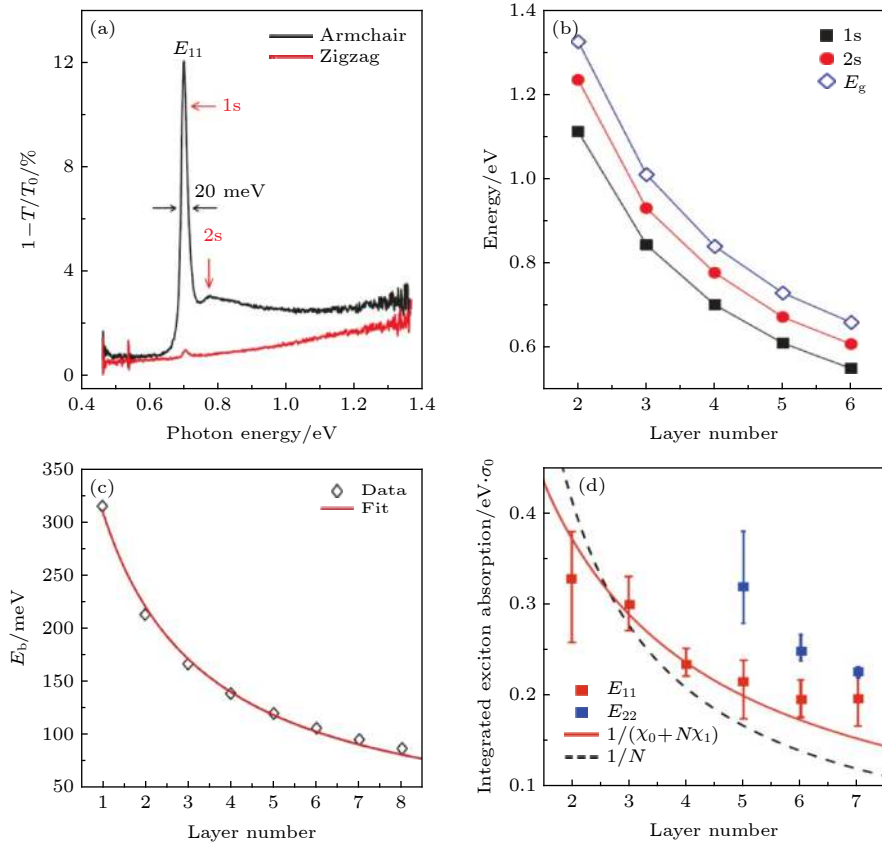 (a)
E₁₁
Armchair
Zigzag
1s
20 meV
2s
1−T/T₀/%
12
8
4
0
0.4 0.6 0.8 1.0 1.2 1.4
Photon energy/eV
(b)
1s
2s
E_g
Energy/eV
1.4
1.2
1.0
0.8
0.6
2 3 4 5 6
Layer number
(c)
Data
Fit
E_b/meV
350
300
250
200
150
100
50
1 2 3 4 5 6 7 8
Layer number
(d)
Integrated exciton absorption/eV·σ₀
0.4
0.3
0.2
0.1
E₁₁
E₂₂
1/(χ₀+Nχ₁)
1/N
2 3 4 5 6 7
Layer number